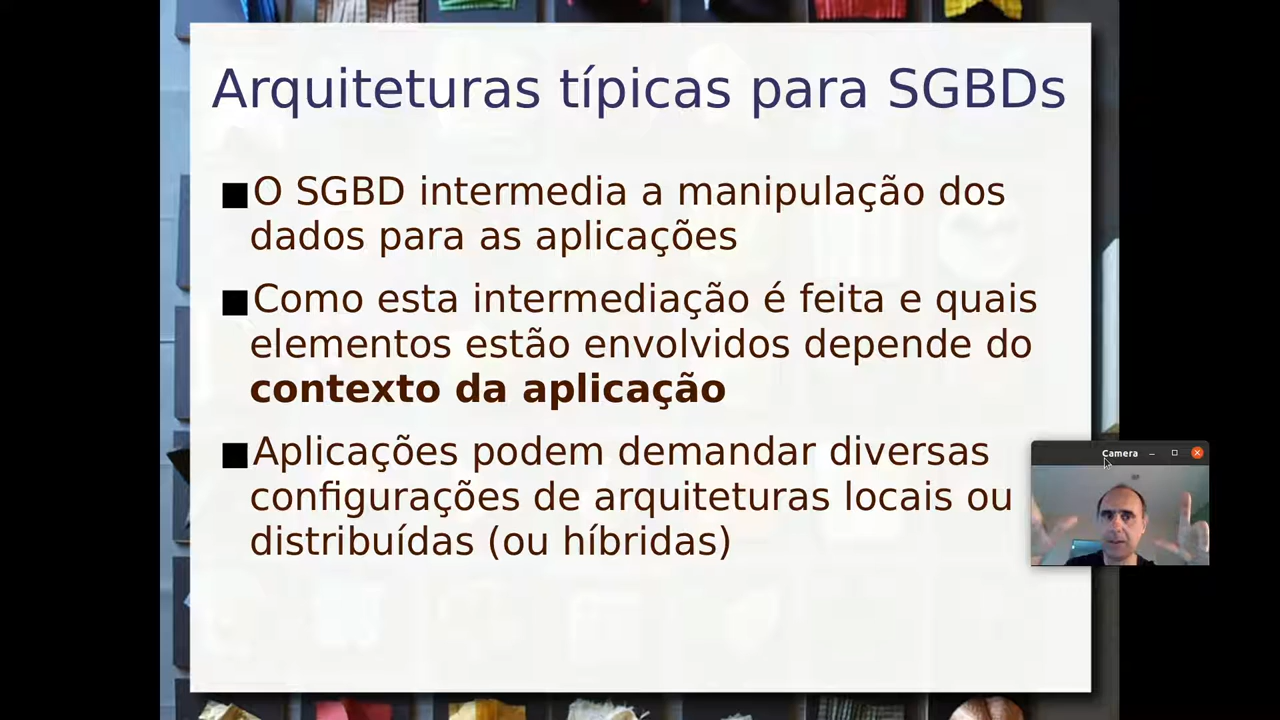 Arquiteturas típicas para SGBDs
O SGBD intermedia a manipulação dos
dados para as aplicações
Como esta intermediação é feita e quais
elementos estão envolvidos depende do
contexto da aplicação
Aplicações podem demandar diversas
configurações de arquiteturas locais ou
distribuídas (ou híbridas)
Camera